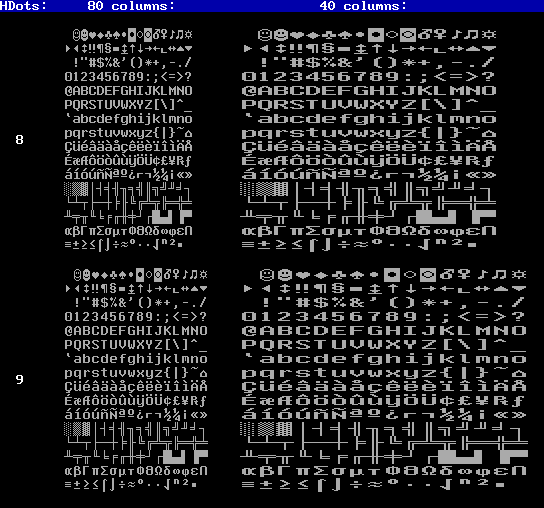 HDots: 80 columns: 40 columns:
☺☻♥♦♣♠•◘○◙♂♀♪♫☼ ☺☻♥♦♣♠•◘○◙♂♀♪♫☼
►◄↕‼¶§▬↨↑↓→←∟↔▲▼ ►◄↕‼¶§▬↨↑↓→←∟↔▲▼
!"#$%&'()*+,-./ !"#$%&'()*+,-./
0123456789:;<=>? 0123456789:;<=>?
@ABCDEFGHIJKLMNO @ABCDEFGHIJKLMNO
PQRSTUVWXYZ[\]^_ PQRSTUVWXYZ[\]^_
`abcdefghijklmno `abcdefghijklmno
pqrstuvwxyz{|}~⌂ pqrstuvwxyz{|}~⌂
8
ÇüéâäàåçêëèïîìÄÅ ÇüéâäàåçêëèïîìÄÅ
ÉæÆôöòûùÿÖÜ¢£¥₧ƒ ÉæÆôöòûùÿÖÜ¢£¥₧ƒ
áíóúñÑªº¿⌐¬½¼¡«» áíóúñÑªº¿⌐¬½¼¡«»
░▒▓│┤╡╢╖╕╣║╗╝╜╛┐ ░▒▓│┤╡╢╖╕╣║╗╝╜╛┐
└┴┬├─┼╞╟╚╔╩╦╠═╬╧ └┴┬├─┼╞╟╚╔╩╦╠═╬╧
╨╤╥╙╘╒╓╫╪┘┌█▄▌▐▀ ╨╤╥╙╘╒╓╫╪┘┌█▄▌▐▀
αßΓπΣσµτΦΘΩδ∞φε∩ αßΓπΣσµτΦΘΩδ∞φε∩
≡±≥≤⌠⌡÷≈°∙·√ⁿ²■ ≡±≥≤⌠⌡÷≈°∙·√ⁿ²■
☺☻♥♦♣♠•◘○◙♂♀♪♫☼ ☺☻♥♦♣♠•◘○◙♂♀♪♫☼
►◄↕‼¶§▬↨↑↓→←∟↔▲▼ ►◄↕‼¶§▬↨↑↓→←∟↔▲▼
!"#$%&'()*+,-./ !"#$%&'()*+,-./
0123456789:;<=>? 0123456789:;<=>?
@ABCDEFGHIJKLMNO @ABCDEFGHIJKLMNO
PQRSTUVWXYZ[\]^_ PQRSTUVWXYZ[\]^_
`abcdefghijklmno `abcdefghijklmno
pqrstuvwxyz{|}~⌂ pqrstuvwxyz{|}~⌂
9
ÇüéâäàåçêëèïîìÄÅ ÇüéâäàåçêëèïîìÄÅ
ÉæÆôöòûùÿÖÜ¢£¥₧ƒ ÉæÆôöòûùÿÖÜ¢£¥₧ƒ
áíóúñÑªº¿⌐¬½¼¡«» áíóúñÑªº¿⌐¬½¼¡«»
░▒▓│┤╡╢╖╕╣║╗╝╜╛┐ ░▒▓│┤╡╢╖╕╣║╗╝╜╛┐
└┴┬├─┼╞╟╚╔╩╦╠═╬╧ └┴┬├─┼╞╟╚╔╩╦╠═╬╧
╨╤╥╙╘╒╓╫╪┘┌█▄▌▐▀ ╨╤╥╙╘╒╓╫╪┘┌█▄▌▐▀
αßΓπΣσµτΦΘΩδ∞φε∩ αßΓπΣσµτΦΘΩδ∞φε∩
≡±≥≤⌠⌡÷≈°∙·√ⁿ²■ ≡±≥≤⌠⌡÷≈°∙·√ⁿ²■